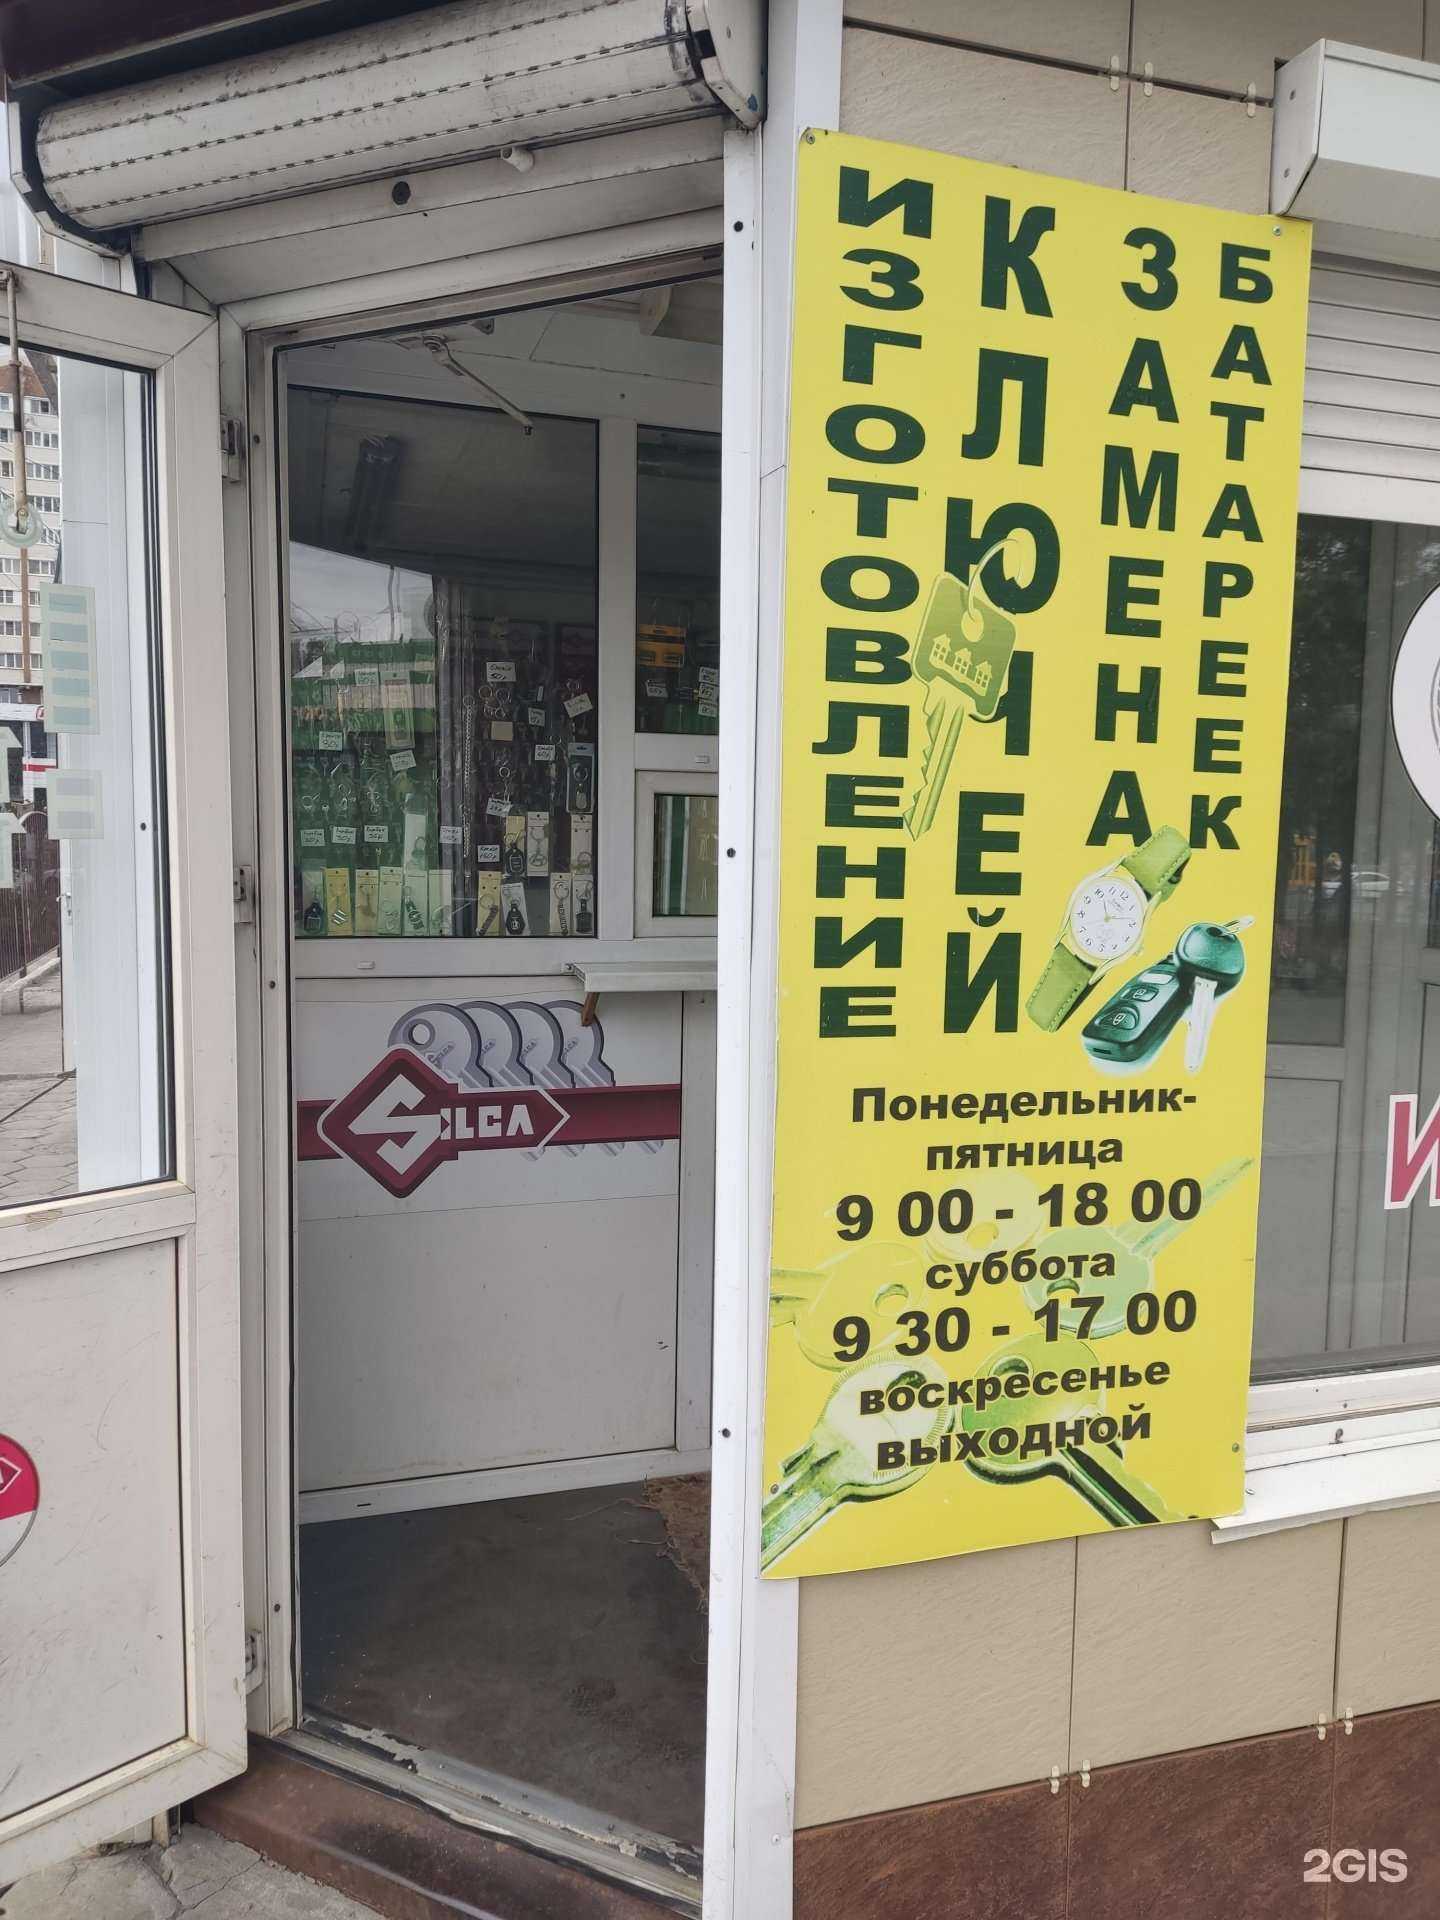 ИЗГОТОВЛЕНИЕ
КЛЮЧЕЙ
ЗАМЕНА
БАТАРЕЕК
Понедельник-
пятница
9 00 - 18 00
суббота
9 30 - 17 00
воскресенье
выходной
SILCA
2GIS